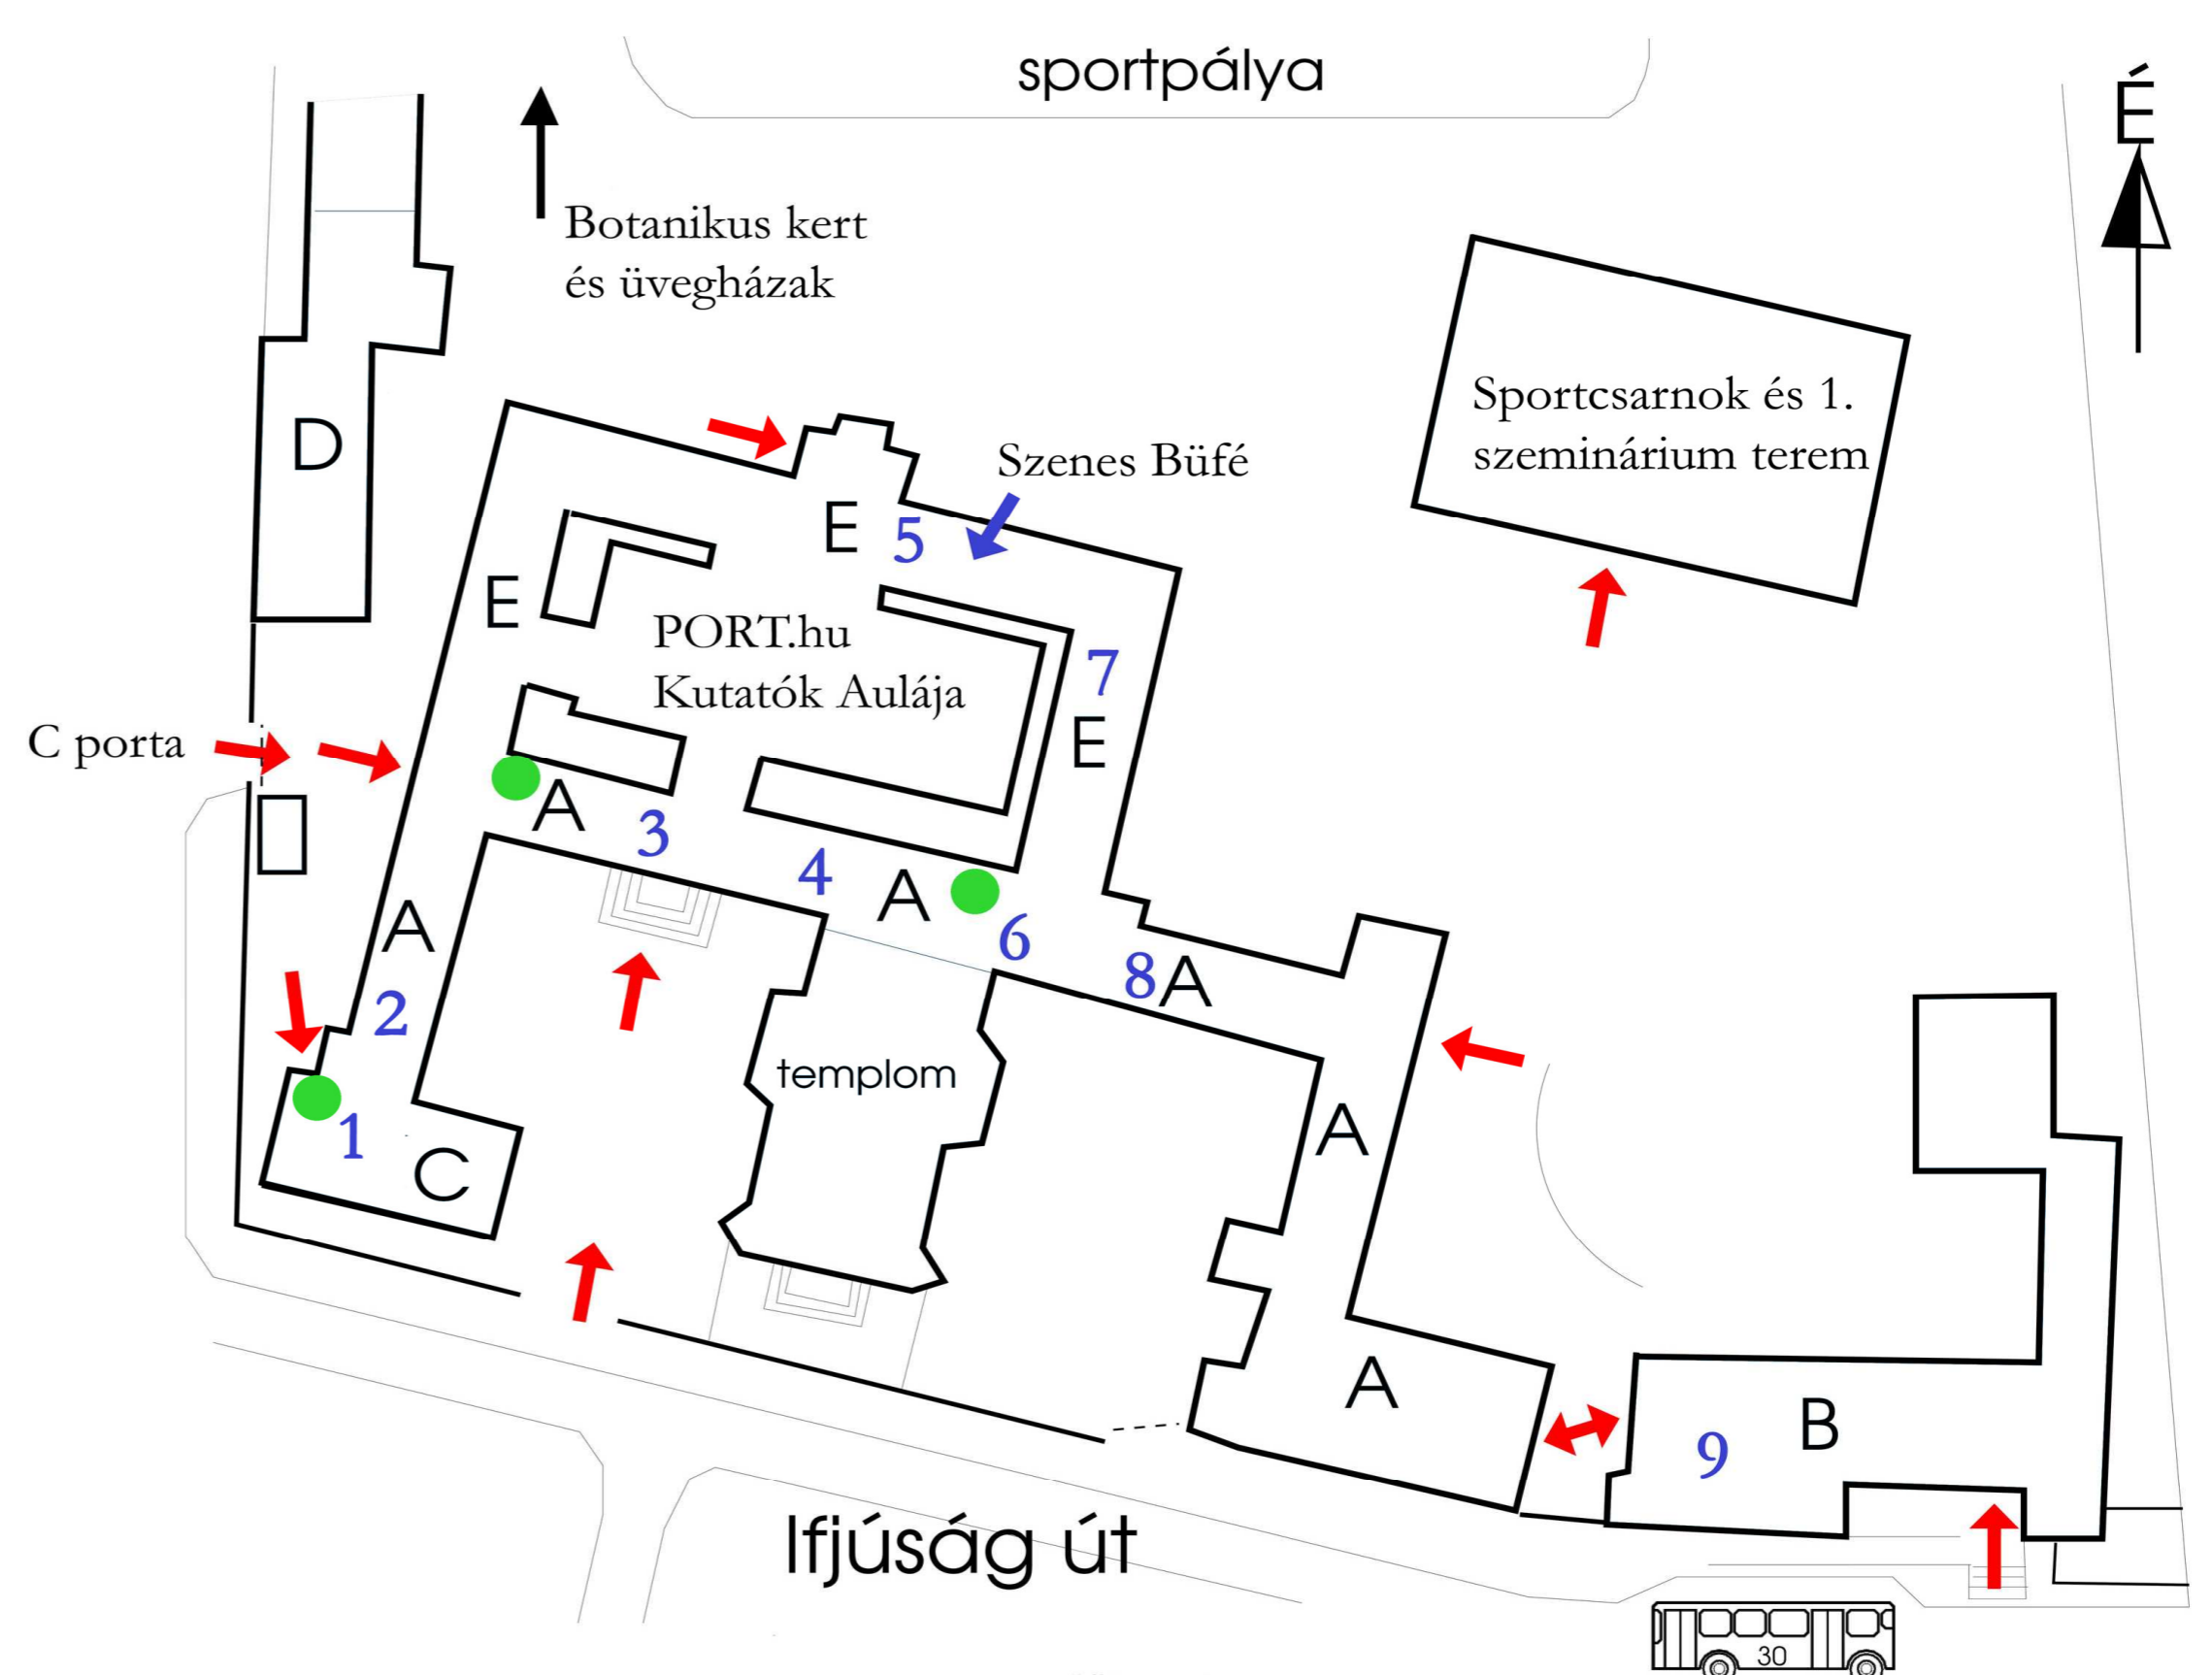 sportpálya
É
Botanikus kert
és üvegházak
Sportcsarnok és 1.
szeminárium terem
D
Szenes Büfé
E
5
E
PORT.hu
Kutatók Aulája
7
E
C porta
A
3
4
A
6
A
2
8
A
templom
1
C
A
A
B
9
Ifjúság út
30